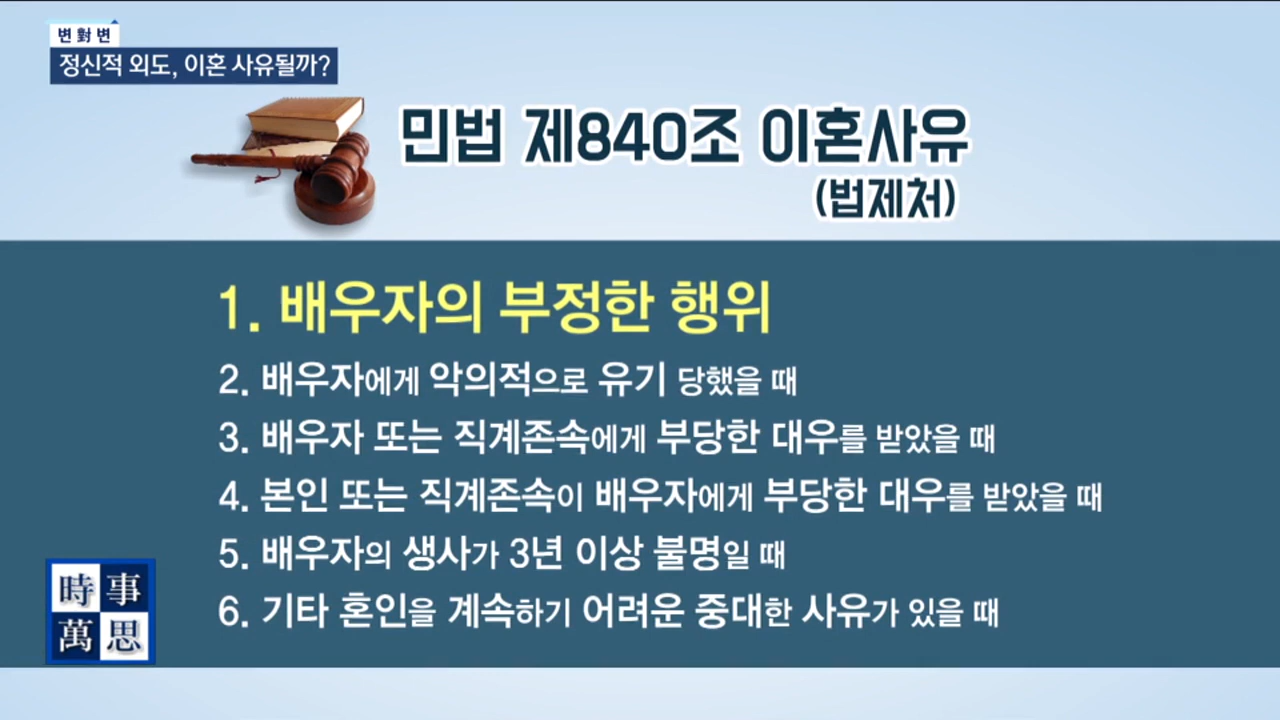 변 對 변
정신적 외도, 이혼 사유될까?
민법 제840조 이혼사유
(법제처)
1. 배우자의 부정한 행위
2. 배우자에게 악의적으로 유기 당했을 때
3. 배우자 또는 직계존속에게 부당한 대우를 받았을 때
4. 본인 또는 직계존속이 배우자에게 부당한 대우를 받았을 때
5. 배우자의 생사가 3년 이상 불명일 때
6. 기타 혼인을 계속하기 어려운 중대한 사유가 있을 때
時事
萬思